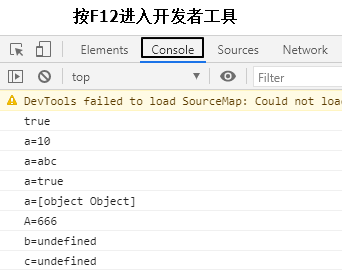 按F12进入开发者工具
Elements Console Sources Network
top Filter
DevTools failed to load SourceMap: Could not load
true
a=10
a=abc
a=true
a=[object Object]
A=666
b=undefined
c=undefined